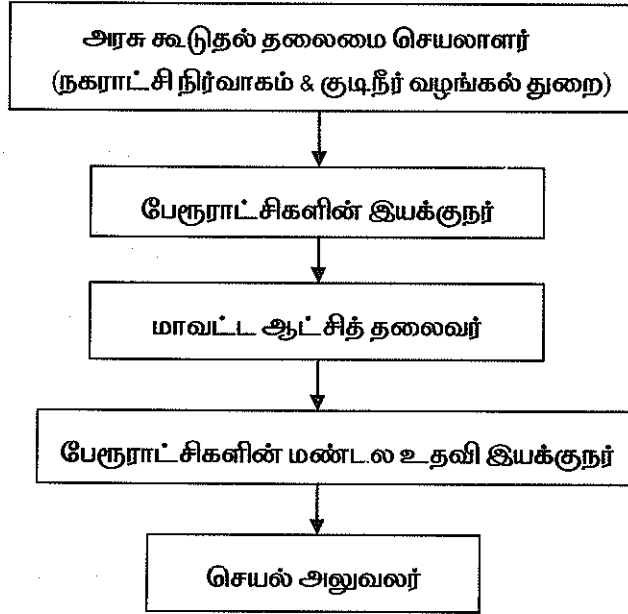 அரசு கூடுதல் தலைமை செயலாளர்
(நகராட்சி நிர்வாகம் & குடிநீர் வழங்கல் துறை)
பேரூராட்சிகளின் இயக்குநர்
மாவட்ட ஆட்சித் தலைவர்
பேரூராட்சிகளின் மண்டல உதவி இயக்குநர்
செயல் அலுவலர்